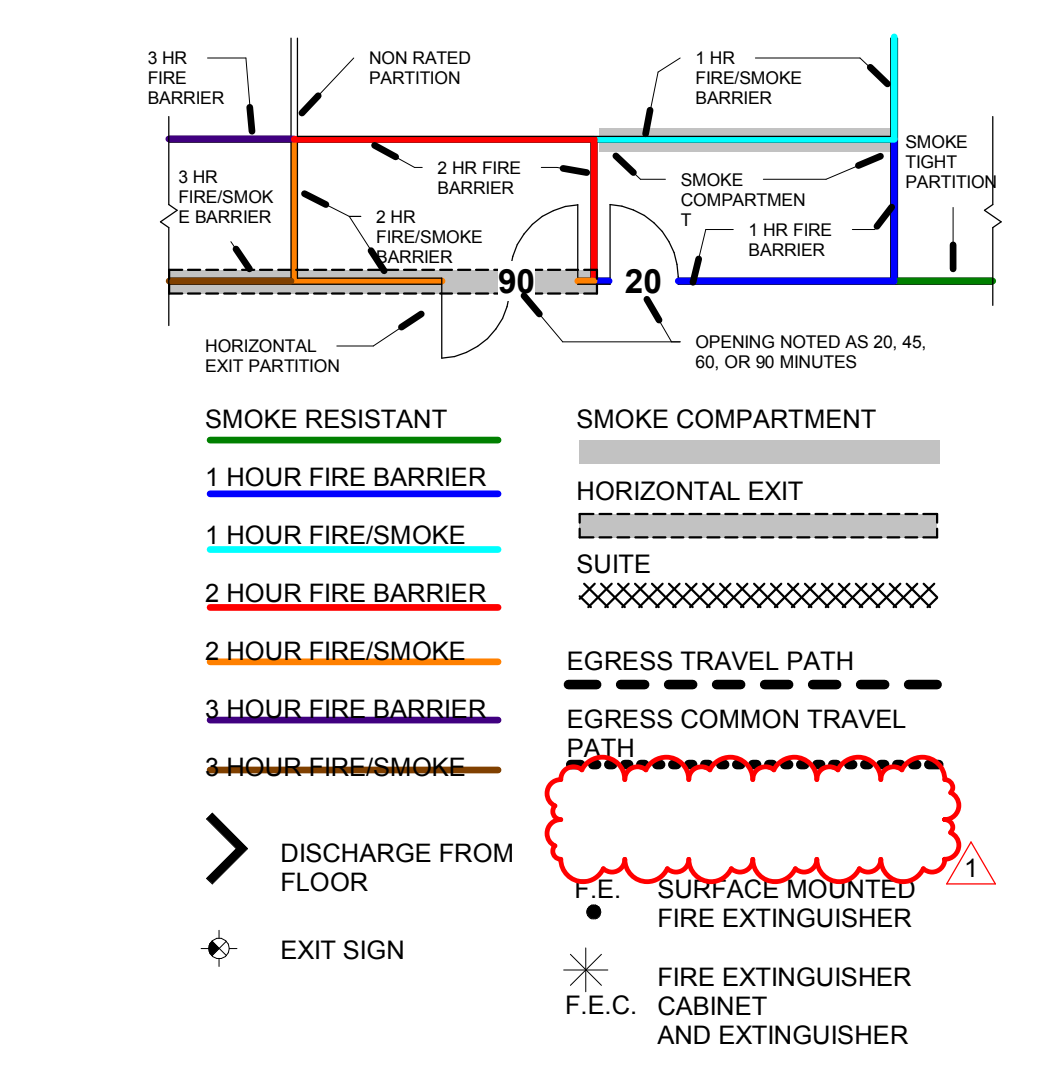 3 HR
FIRE
BARRIER
NON RATED
PARTITION
1 HR
FIRE/SMOKE
BARRIER
SMOKE
TIGHT
PARTITION
2 HR FIRE
BARRIER
3 HR
FIRE/SMOK
E BARRIER
SMOKE
COMPARTMEN
T
2 HR
FIRE/SMOKE
BARRIER
1 HR FIRE
BARRIER
90
20
HORIZONTAL
EXIT PARTITION
OPENING NOTED AS 20, 45,
60, OR 90 MINUTES
SMOKE RESISTANT
1 HOUR FIRE BARRIER
1 HOUR FIRE/SMOKE
2 HOUR FIRE BARRIER
2 HOUR FIRE/SMOKE
3 HOUR FIRE BARRIER
3 HOUR FIRE/SMOKE
DISCHARGE FROM
FLOOR
EXIT SIGN
SMOKE COMPARTMENT
HORIZONTAL EXIT
SUITE
EGRESS TRAVEL PATH
EGRESS COMMON TRAVEL
PATH
1
F.E. SURFACE MOUNTED
FIRE EXTINGUISHER
FIRE EXTINGUISHER
F.E.C. CABINET
AND EXTINGUISHER